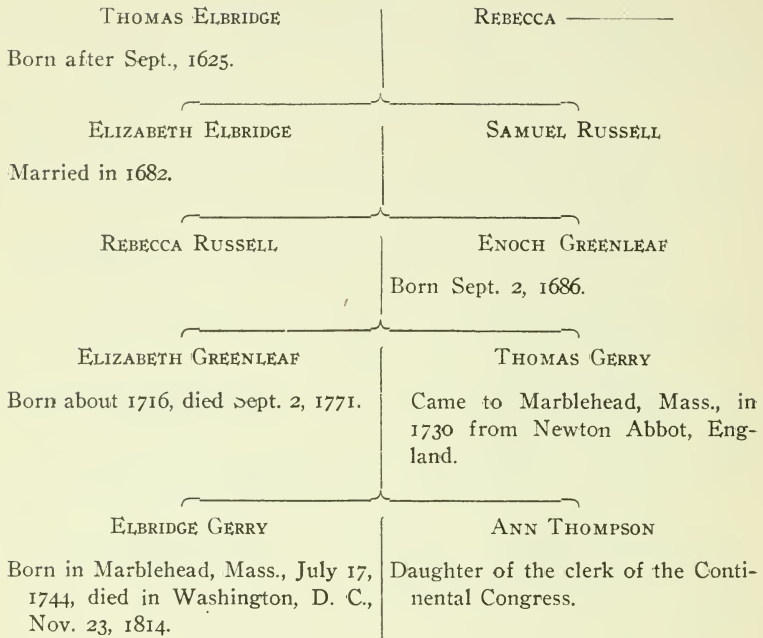 THOMAS ELBRIDGE
REBECCA ———
Born after Sept., 1625.
ELIZABETH ELBRIDGE
SAMUEL RUSSELL
Married in 1682.
REBECCA RUSSELL
ENOCH GREENLEAF
Born Sept. 2, 1686.
ELIZABETH GREENLEAF
THOMAS GERRY
Born about 1716, died Sept. 2, 1771.
Came to Marblehead, Mass., in
1730 from Newton Abbot, Eng-
land.
ELBRIDGE GERRY
ANN THOMPSON
Born in Marblehead, Mass., July 17,
1744, died in Washington, D. C.,
Nov. 23, 1814.
Daughter of the clerk of the Conti-
nental Congress.